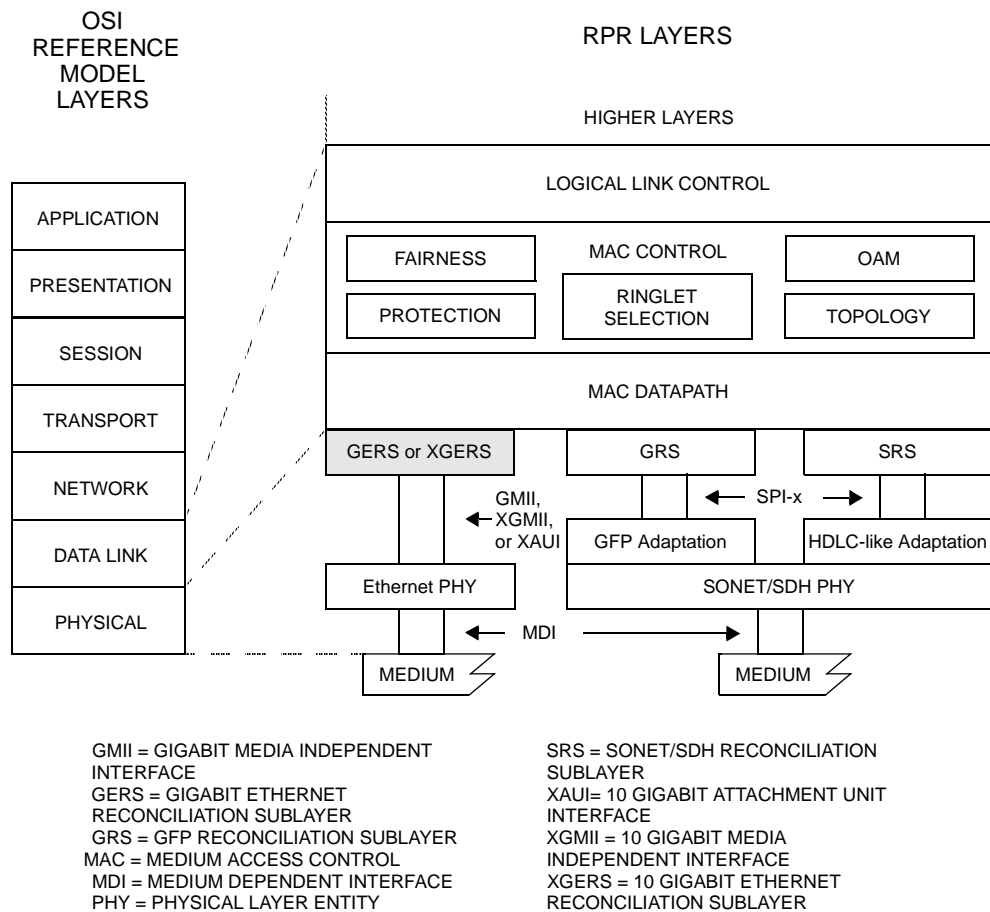 OSI
REFERENCE
MODEL
LAYERS
RPR LAYERS
HIGHER LAYERS
LOGICAL LINK CONTROL
APPLICATION
PRESENTATION
SESSION
TRANSPORT
NETWORK
DATA LINK
PHYSICAL
FAIRNESS
MAC CONTROL
OAM
PROTECTION
RINGLET
SELECTION
TOPOLOGY
MAC DATAPATH
GERS or XGERS
GRS
SRS
GMII,
XGMII,
or XAUI
SPI-x
GFP Adaptation
HDLC-like Adaptation
Ethernet PHY
SONET/SDH PHY
MDI
MEDIUM
MEDIUM
GMII = GIGABIT MEDIA INDEPENDENT
INTERFACE
GERS = GIGABIT ETHERNET
RECONCILIATION SUBLAYER
GRS = GFP RECONCILIATION SUBLAYER
MAC = MEDIUM ACCESS CONTROL
MDI = MEDIUM DEPENDENT INTERFACE
PHY = PHYSICAL LAYER ENTITY
SRS = SONET/SDH RECONCILIATION
SUBLAYER
XAUI= 10 GIGABIT ATTACHMENT UNIT
INTERFACE
XGMII = 10 GIGABIT MEDIA
INDEPENDENT INTERFACE
XGERS = 10 GIGABIT ETHERNET
RECONCILIATION SUBLAYER